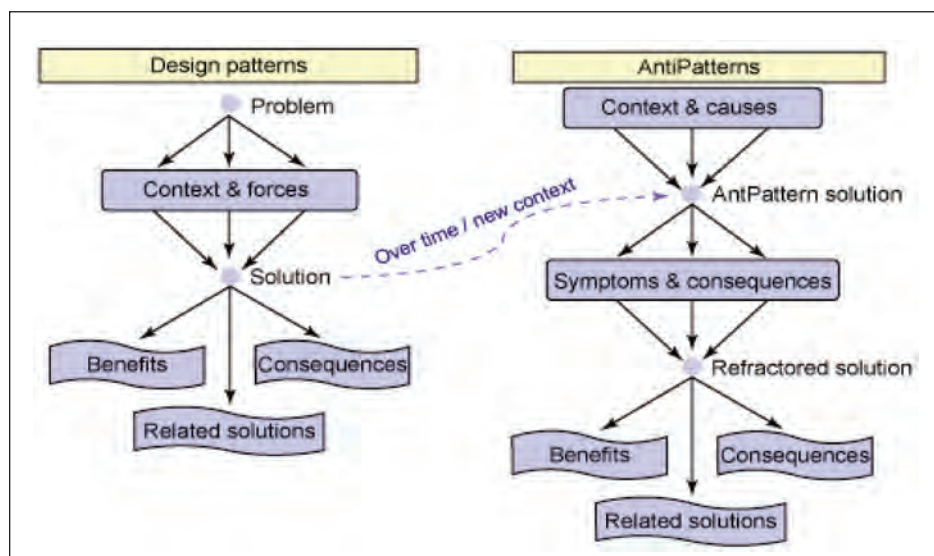 Design patterns
Problem
Context & forces
Solution
Benefits
Consequences
Related solutions
Over time / new context
AntiPatterns
Context & causes
AntPattern solution
Symptoms & consequences
Refractored solution
Benefits
Consequences
Related solutions